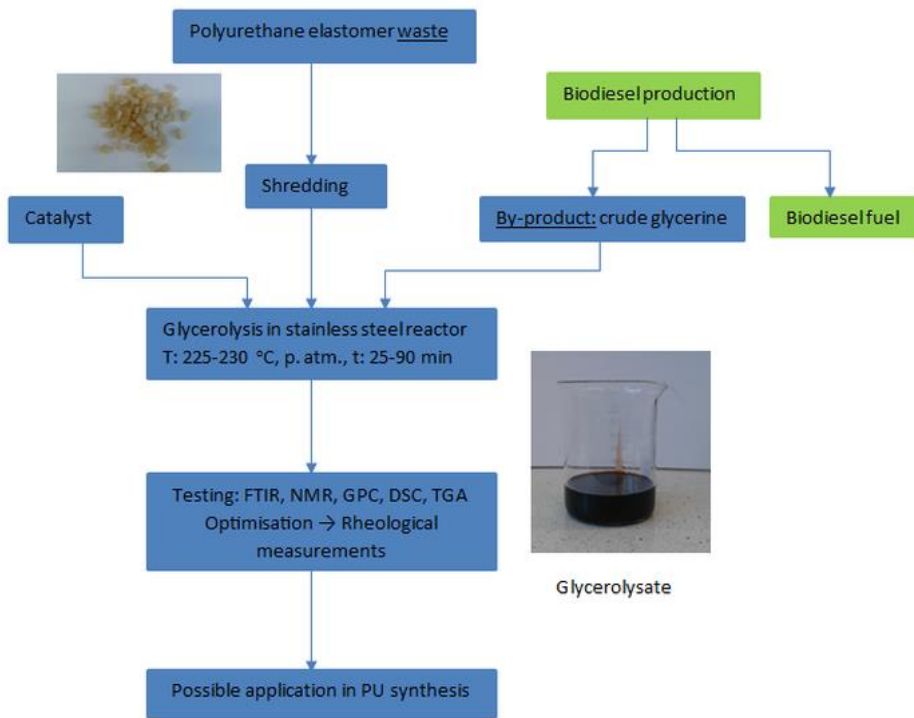 Polyurethane elastomer waste
Biodiesel production
Shredding
Catalyst
By-product: crude glycerine
Biodiesel fuel
Glycerolysis in stainless steel reactor
T: 225-230 °C, p. atm., t: 25-90 min
Testing: FTIR, NMR, GPC, DSC, TGA
Optimisation → Rheological
measurements
Glycerolysate
Possible application in PU synthesis